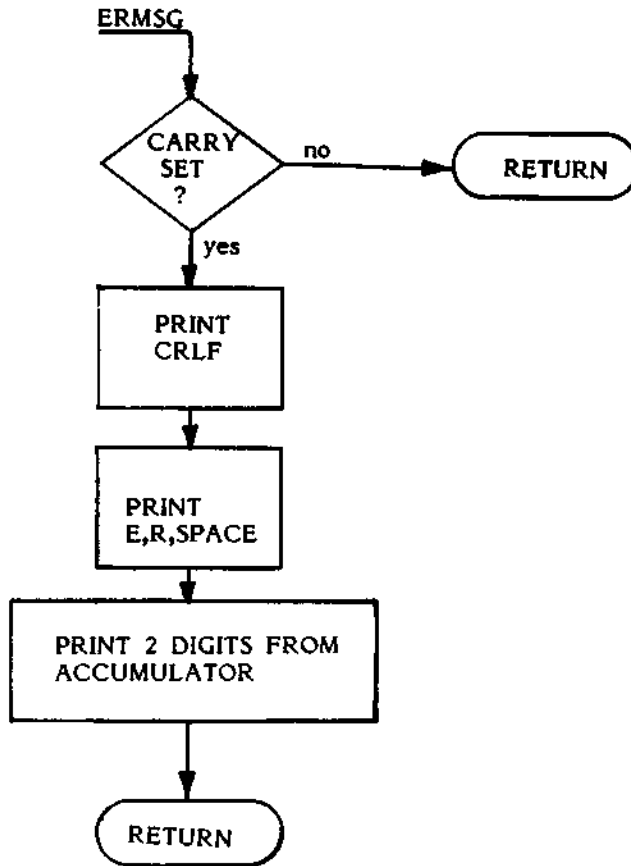 ERMSG
CARRY
SET
?
no
RETURN
yes
PRINT
CRLF
PRINT
E,R,SPACE
PRINT 2 DIGITS FROM
ACCUMULATOR
RETURN